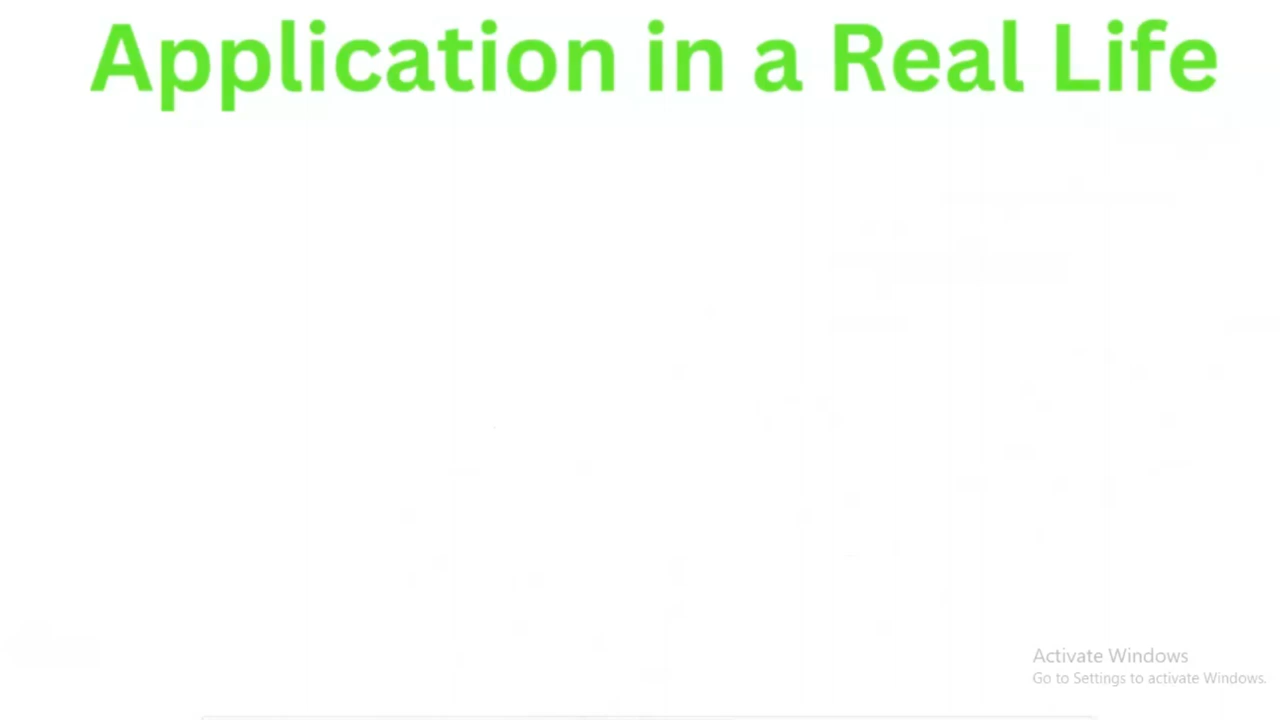 Application in a Real Life
Activate Windows
Go to Settings to activate Windows.